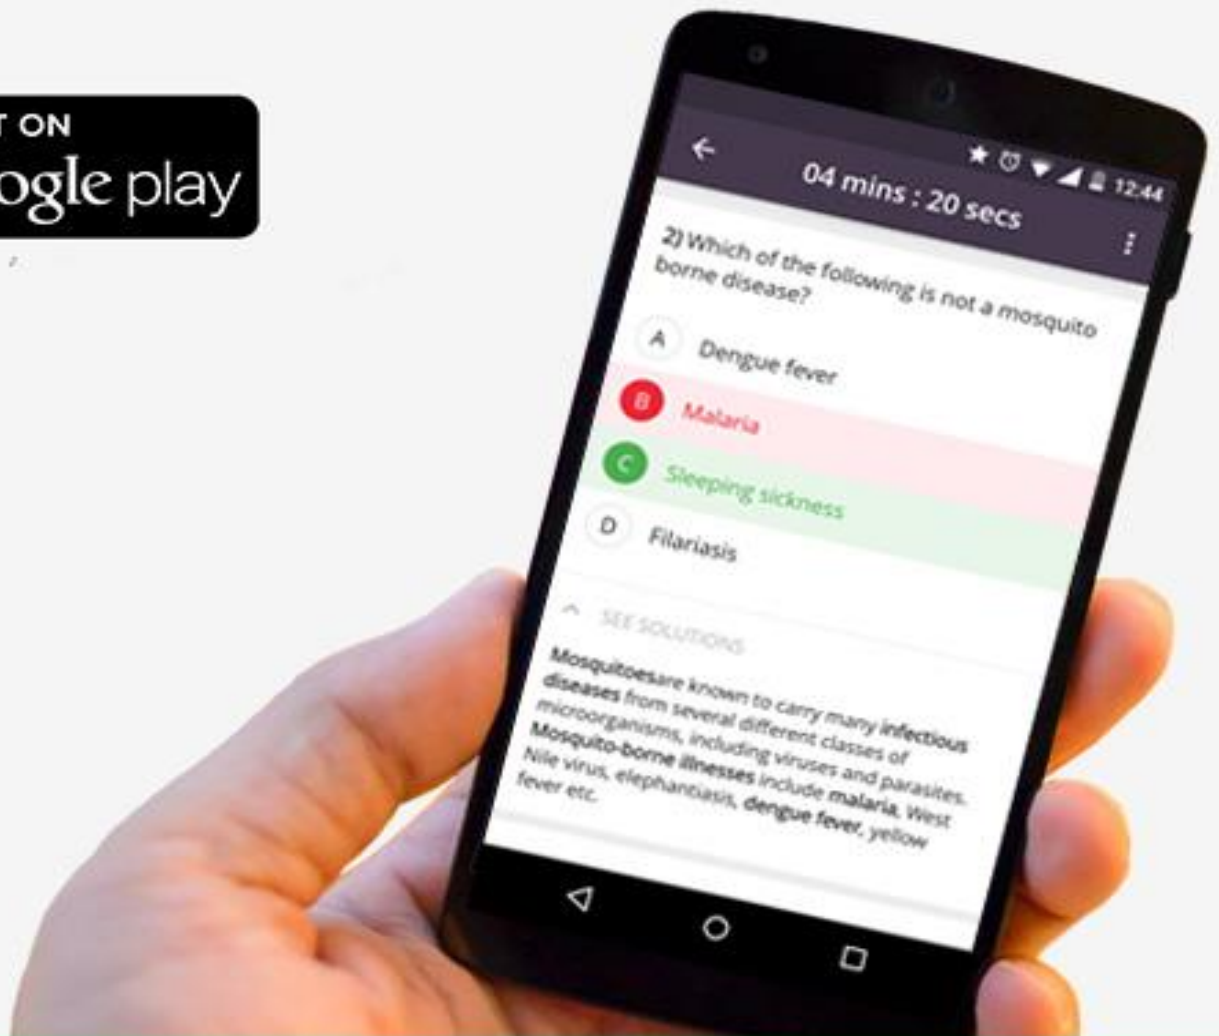 T ON
ogle play
12:44
04 mins : 20 secs
2) Which of the following is not a mosquito
borne disease?
A Dengue fever
B Malaria
C Sleeping sickness
D Filariasis
SEE SOLUTIONS
Mosquitoesare known to carry many infectious
diseases from several different classes of
microorganisms, including viruses and parasites.
Mosquito-borne illnesses include malaria, West
Nile virus, elephantiasis, dengue fever, yellow
fever etc.